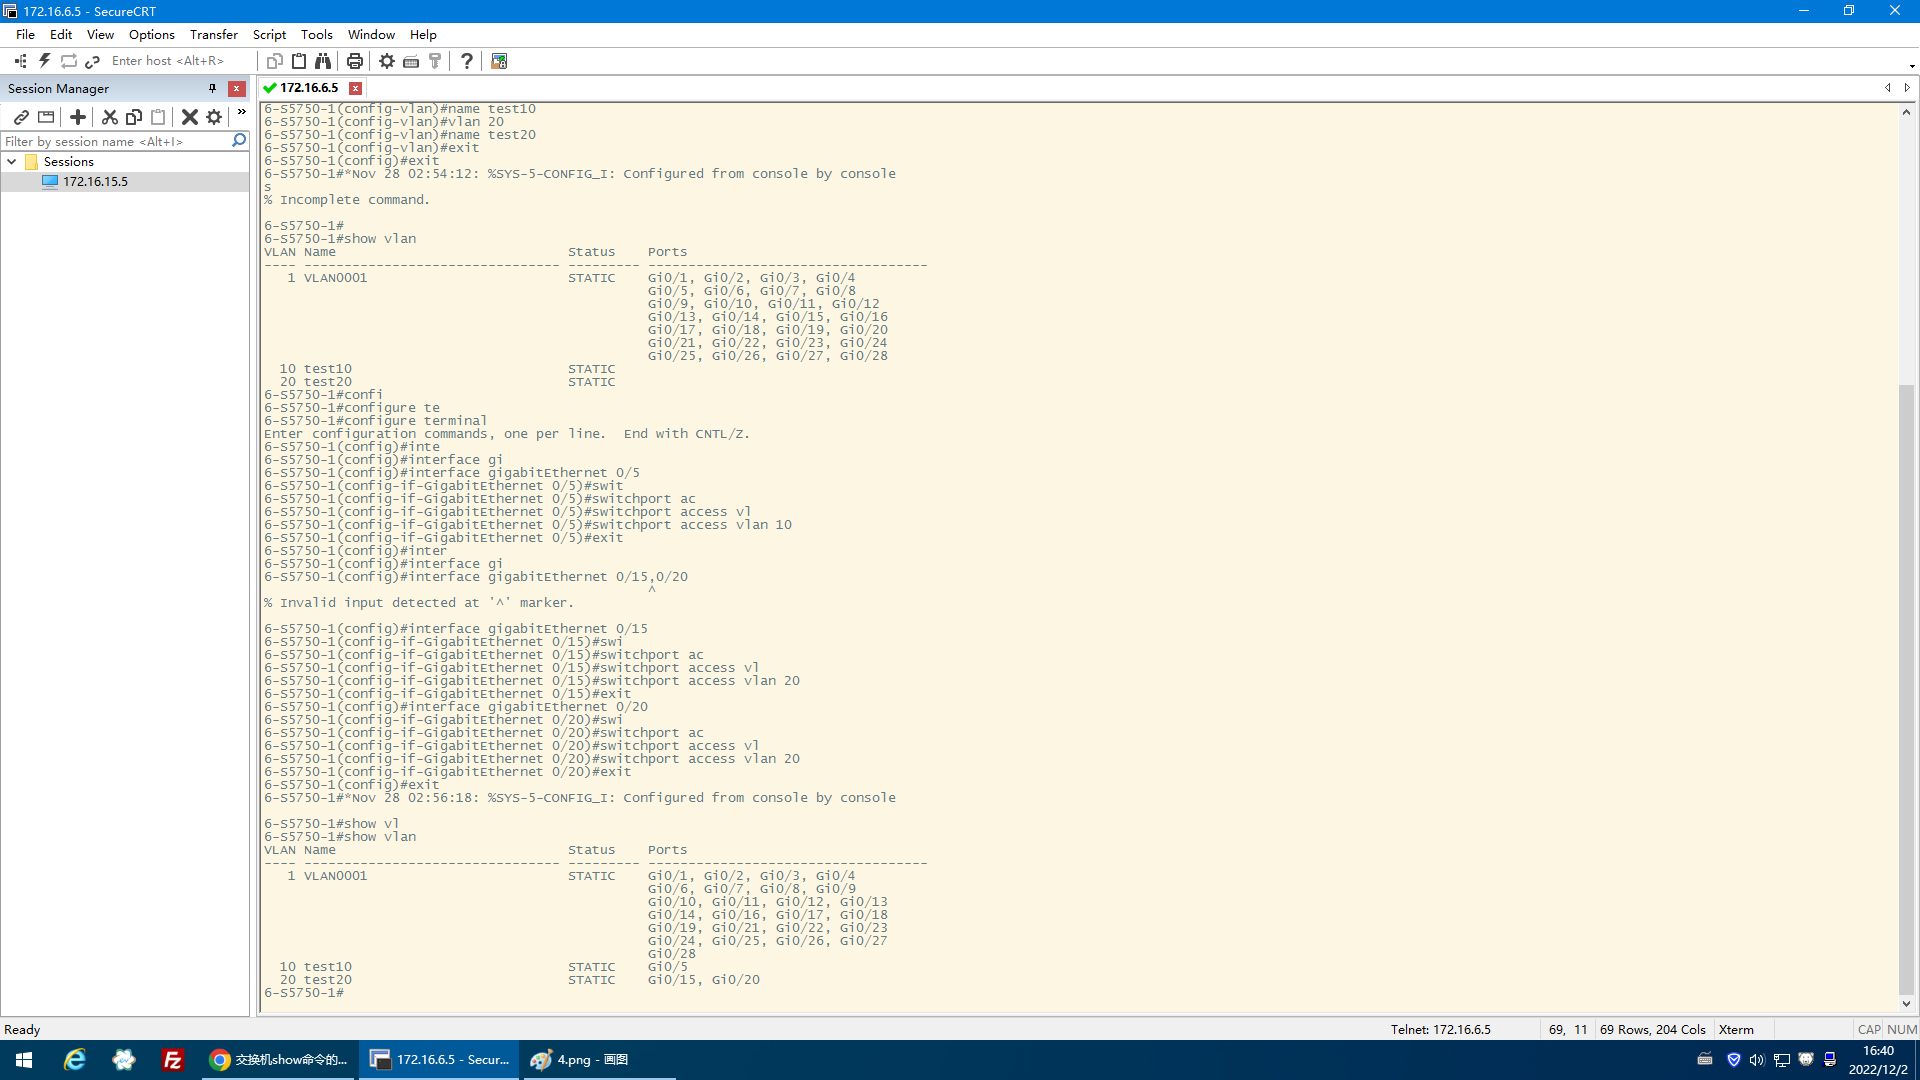 172.16.6.5 - SecureCRT
File Edit View Options Transfer Script Tools Window Help
Enter host <Alt+R>
Session Manager
172.16.6.5
Filter by session name <Alt+I>
Sessions
172.16.15.5
6-S5750-1(config-vlan)#name test10
6-S5750-1(config-vlan)#vlan 20
6-S5750-1(config-vlan)#name test20
6-S5750-1(config-vlan)#exit
6-S5750-1(config)#exit
6-S5750-1#*Nov 28 02:54:12: %SYS-5-CONFIG_I: Configured from console by console
s
% Incomplete command.
6-S5750-1#
6-S5750-1#show vlan
VLAN Name Status Ports
---- -------------------------------- --------- -----------------------------------
1 VLAN0001 STATIC Gi0/1, Gi0/2, Gi0/3, Gi0/4
Gi0/5, Gi0/6, Gi0/7, Gi0/8
Gi0/9, Gi0/10, Gi0/11, Gi0/12
Gi0/13, Gi0/14, Gi0/15, Gi0/16
Gi0/17, Gi0/18, Gi0/19, Gi0/20
Gi0/21, Gi0/22, Gi0/23, Gi0/24
Gi0/25, Gi0/26, Gi0/27, Gi0/28
10 test10 STATIC
20 test20 STATIC
6-S5750-1#confi
6-S5750-1#configure te
6-S5750-1#configure terminal
Enter configuration commands, one per line.  End with CNTL/Z.
6-S5750-1(config)#inte
6-S5750-1(config)#interface gi
6-S5750-1(config)#interface gigabitEthernet 0/5
6-S5750-1(config-if-GigabitEthernet 0/5)#swit
6-S5750-1(config-if-GigabitEthernet 0/5)#switchport ac
6-S5750-1(config-if-GigabitEthernet 0/5)#switchport access vl
6-S5750-1(config-if-GigabitEthernet 0/5)#switchport access vlan 10
6-S5750-1(config-if-GigabitEthernet 0/5)#exit
6-S5750-1(config)#inter
6-S5750-1(config)#interface gi
6-S5750-1(config)#interface gigabitEthernet 0/15,0/20
^
% Invalid input detected at '^' marker.
6-S5750-1(config)#interface gigabitEthernet 0/15
6-S5750-1(config-if-GigabitEthernet 0/15)#swi
6-S5750-1(config-if-GigabitEthernet 0/15)#switchport ac
6-S5750-1(config-if-GigabitEthernet 0/15)#switchport access vl
6-S5750-1(config-if-GigabitEthernet 0/15)#switchport access vlan 20
6-S5750-1(config-if-GigabitEthernet 0/15)#exit
6-S5750-1(config)#interface gigabitEthernet 0/20
6-S5750-1(config-if-GigabitEthernet 0/20)#swi
6-S5750-1(config-if-GigabitEthernet 0/20)#switchport ac
6-S5750-1(config-if-GigabitEthernet 0/20)#switchport access vl
6-S5750-1(config-if-GigabitEthernet 0/20)#switchport access vlan 20
6-S5750-1(config-if-GigabitEthernet 0/20)#exit
6-S5750-1(config)#exit
6-S5750-1#*Nov 28 02:56:18: %SYS-5-CONFIG_I: Configured from console by console
6-S5750-1#show vl
6-S5750-1#show vlan
VLAN Name Status Ports
---- -------------------------------- --------- -----------------------------------
1 VLAN0001 STATIC Gi0/1, Gi0/2, Gi0/3, Gi0/4
Gi0/6, Gi0/7, Gi0/8, Gi0/9
Gi0/10, Gi0/11, Gi0/12, Gi0/13
Gi0/14, Gi0/16, Gi0/17, Gi0/18
Gi0/19, Gi0/21, Gi0/22, Gi0/23
Gi0/24, Gi0/25, Gi0/26, Gi0/27
Gi0/28
10 test10 STATIC Gi0/5
20 test20 STATIC Gi0/15, Gi0/20
6-S5750-1#
Ready Telnet: 172.16.6.5 69, 11 69 Rows, 204 Cols Xterm CAP NUM
交换机show命令的... 172.16.6.5 - Secur... 4.png - 画图 16:40
2022/12/2